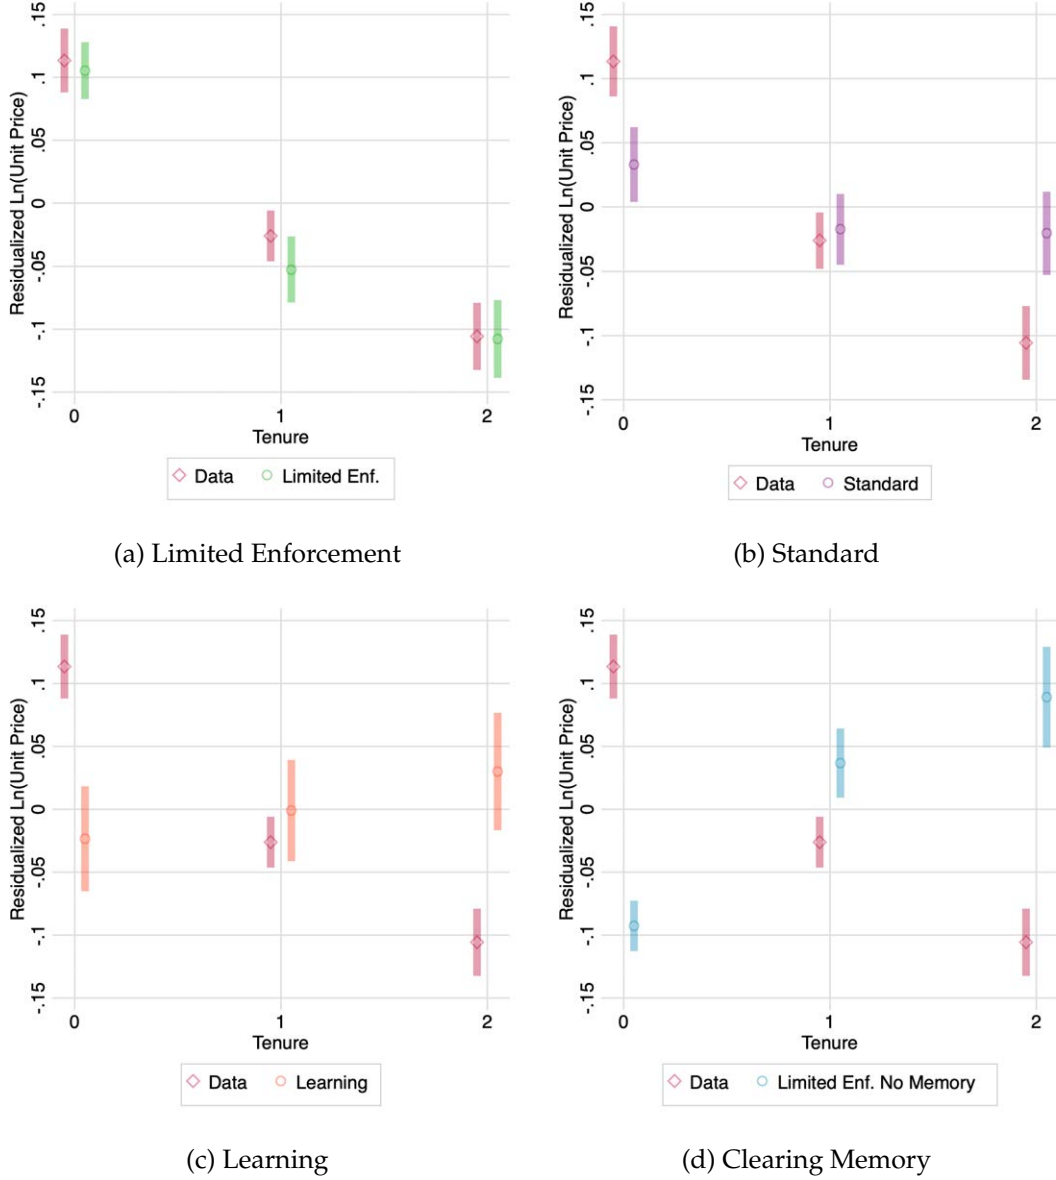 .15
.1
.05
0
-.05
-.1
-.15
Residualized Ln(Unit Price)
0 1 2
Tenure
Data Limited Enf.
(a) Limited Enforcement
.15
.1
.05
0
-.05
-.1
-.15
Residualized Ln(Unit Price)
0 1 2
Tenure
Data Standard
(b) Standard
.15
.1
.05
0
-.05
-.1
-.15
Residualized Ln(Unit Price)
0 1 2
Tenure
Data Learning
(c) Learning
.15
.1
.05
0
-.05
-.1
-.15
Residualized Ln(Unit Price)
0 1 2
Tenure
Data Limited Enf. No Memory
(d) Clearing Memory